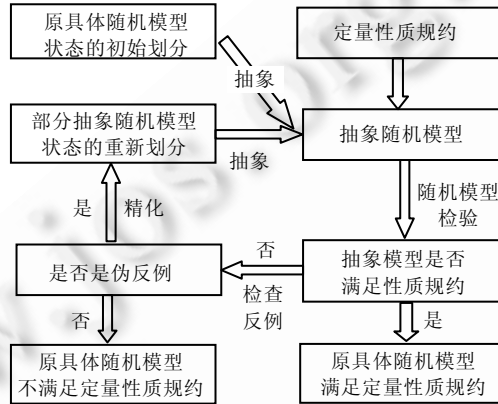 原具体随机模型
状态的初始划分
定量性质规约
抽象
部分抽象随机模型
状态的重新划分
抽象
抽象随机模型
是
精化
随机模型
检验
是否是伪反例
否
检查
反例
抽象模型是否
满足性质规约
否
是
原具体随机模型
不满足定量性质规约
原具体随机模型
满足定量性质规约